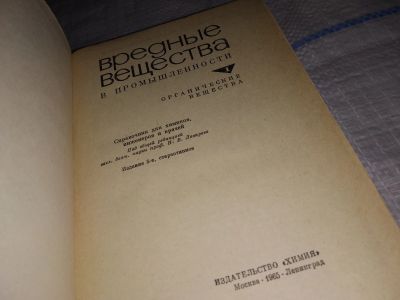 вредные
вещества
В ПРОМЫШЛЕННОСТИ
I
ОРГАНИЧЕСКИЕ
ВЕЩЕСТВА
Справочник для химиков,
инженеров и врачей
Под общей редакцией
засл. деят. науки проф. Н. В. Лазарева
Издание 5-е, стереотипное
ИЗДАТЕЛЬСТВО «ХИМИЯ»
Москва · 1965 · Ленинград